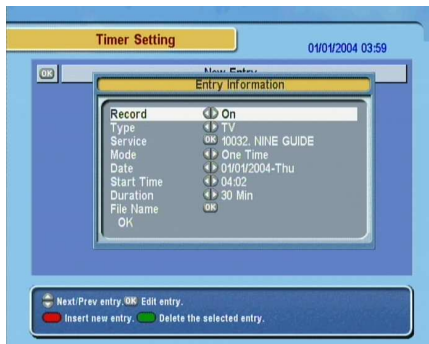 Timer Setting
01/01/2004 03:59
OK New Entry
Entry Information
Record On
Type TV
Service OK 10032. NINE GUIDE
Mode One Time
Date 01/01/2004-Thu
Start Time 04:02
Duration 30 Min
File Name OK
OK
Next/Prev entry, OK Edit entry.
Insert new entry. Delete the selected entry.